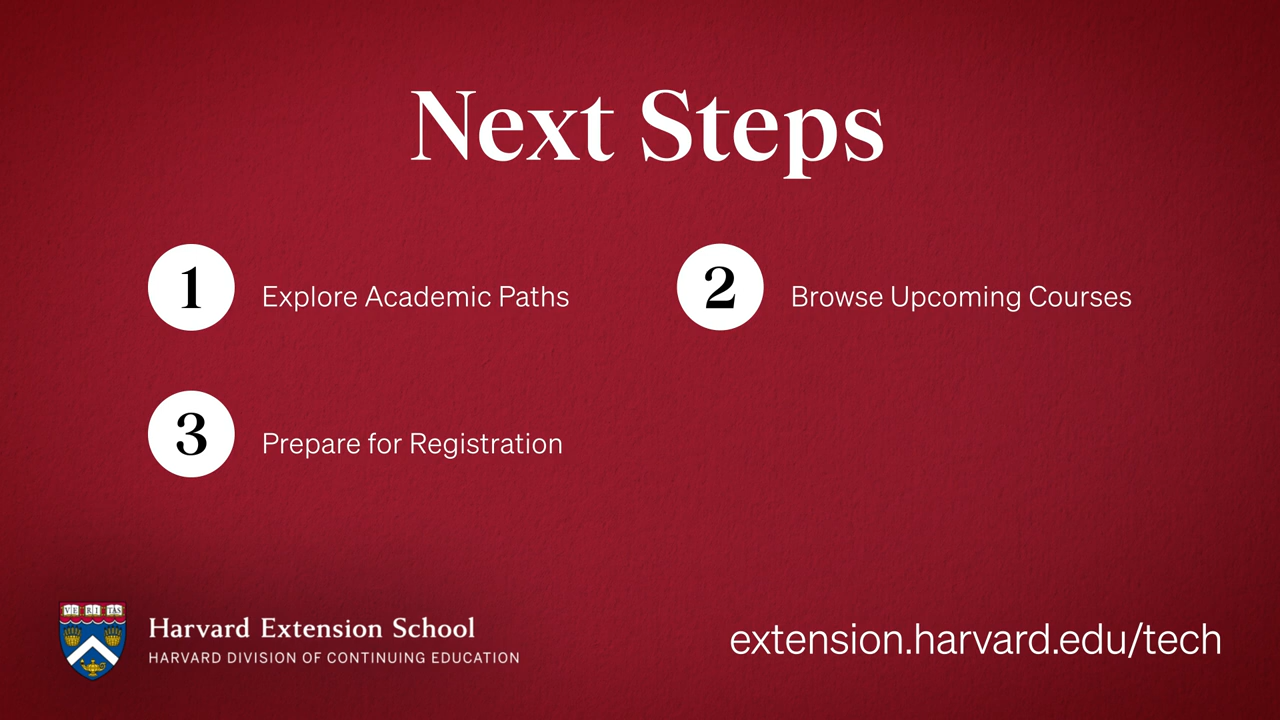 Next Steps
1 Explore Academic Paths
2 Browse Upcoming Courses
3 Prepare for Registration
VE RI TAS
Harvard Extension School
HARVARD DIVISION OF CONTINUING EDUCATION
extension.harvard.edu/tech